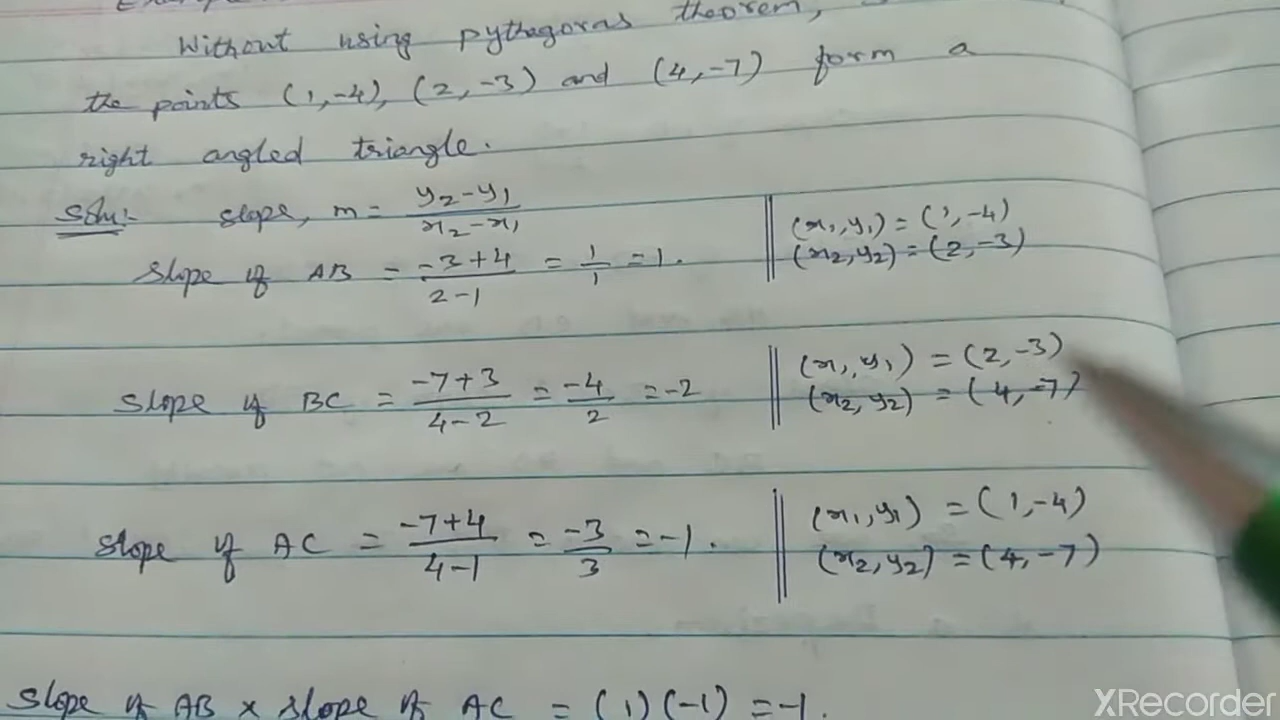 Example
Without using pythagoras theorem,
the points (1,-4), (2,-3) and (4,-7) form a
right angled triangle.
Soln:- slope, m = y₂-y₁/x₂-x₁ (x₁,y₁) = (1,-4)
Slope of AB = -3+4/2-1 = 1/1 = 1. (x₂,y₂) = (2,-3)
Slope of BC = -7+3/4-2 = -4/2 = -2 (x₁,y₁) = (2,-3)
(x₂,y₂) = (4,-7)
Slope of AC = -7+4/4-1 = -3/3 = -1. (x₁,y₁) = (1,-4)
(x₂,y₂) = (4,-7)
Slope of AB × slope of AC = (1)(-1) = -1.
XRecorder